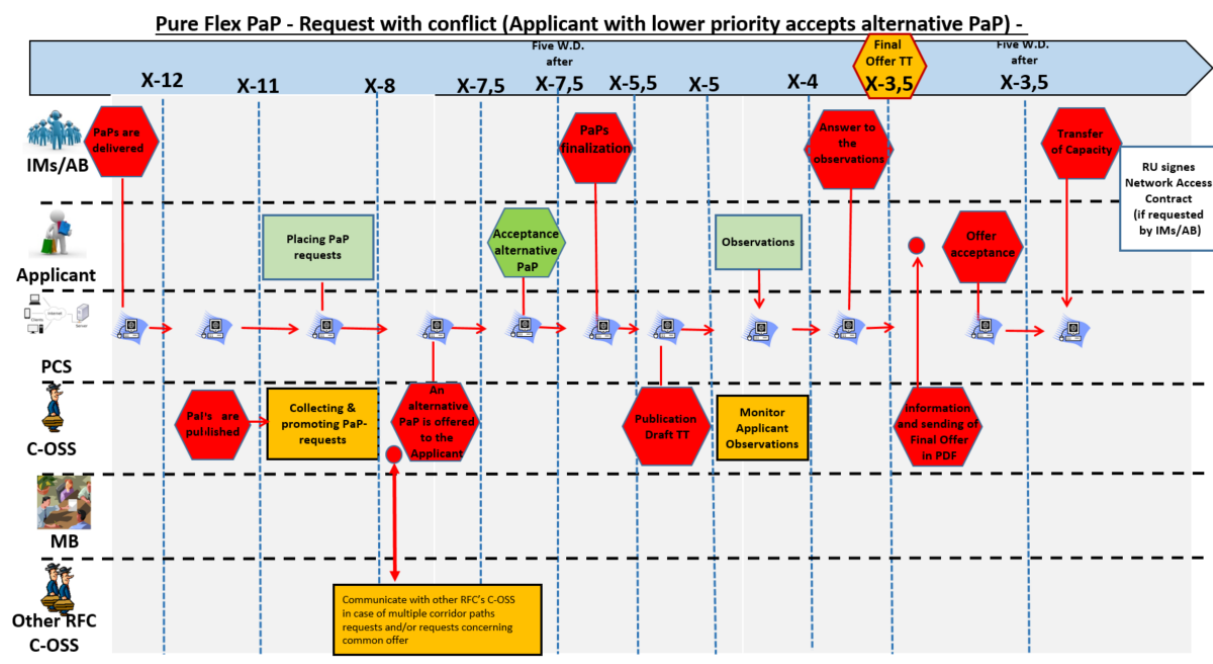 Pure Flex PaP - Request with conflict (Applicant with lower priority accepts alternative PaP) -
Five W.D.
after
Final
Offer TT
Five W.D.
after
X-12
X-11
X-8
X-7,5
X-7,5
X-5,5
X-5
X-4
X-3,5
X-3,5
IMs/AB
PaPs are
delivered
PaPs
finalization
Answer to
the
observations
Transfer
of Capacity
RU signes
Network Access
Contract
(if requested
by IMs/AB)
Applicant
Placing PaP
requests
Acceptance
alternative
PaP
Observations
Offer
acceptance
Internet
Server
PCS
C-OSS
PaPs are
published
Collecting &
promoting PaP-
requests
An
alternative
PaP is offered
to the
Applicant
Publication
Draft TT
Monitor
Applicant
Observations
Information
and sending of
Final Offer
in PDF
MB
Other RFC
C-OSS
Communicate with other RFC's C-OSS
in case of multiple corridor paths
requests and/or requests concerning
common offer